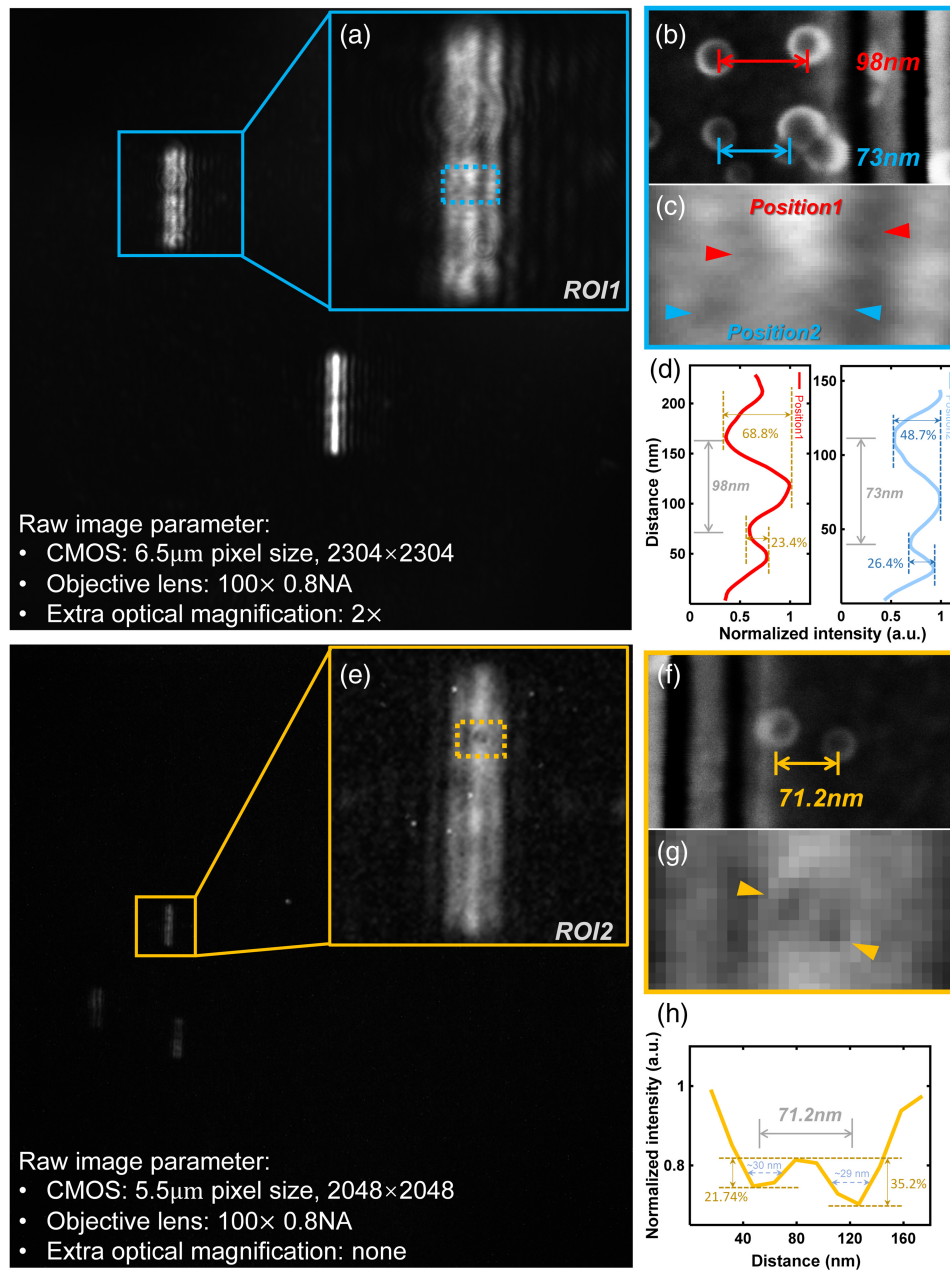 (a)
ROI1
Raw image parameter:
• CMOS: 6.5μm pixel size, 2304×2304
• Objective lens: 100× 0.8NA
• Extra optical magnification: 2×
(b)
98nm
73nm
(c)
Position1
Position2
(d)
Distance (nm)
200
150
100
50
0
0.5
1
68.8%
98nm
23.4%
Position1
150
100
50
0
0.5
1
48.7%
73nm
26.4%
Position2
Normalized intensity (a.u.)
(e)
ROI2
Raw image parameter:
• CMOS: 5.5μm pixel size, 2048×2048
• Objective lens: 100× 0.8NA
• Extra optical magnification: none
(f)
71.2nm
(g)
(h)
Normalized intensity (a.u.)
1
0.8
0.6
71.2nm
~30 nm
~29 nm
21.74%
35.2%
40
80
120
160
Distance (nm)